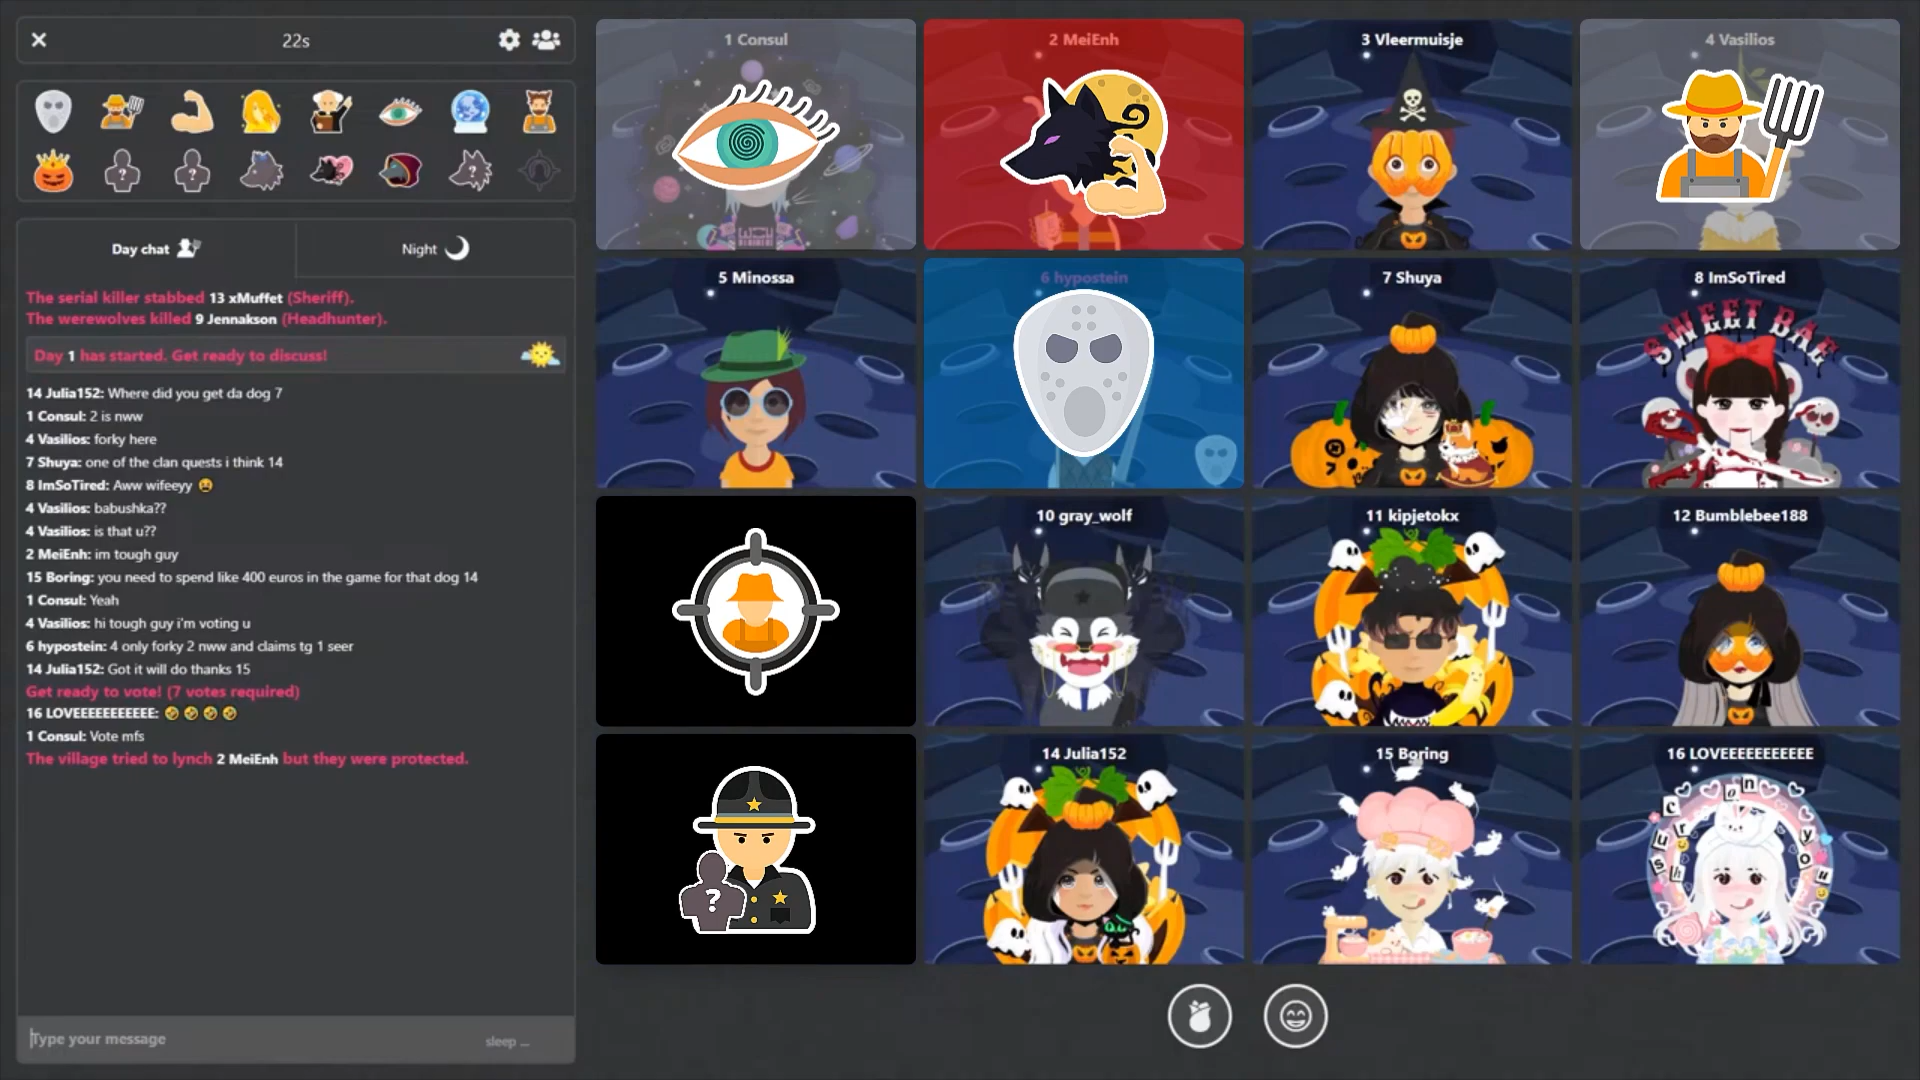 22s
Day chat
Night
The serial killer stabbed 13 xMuffet (Sheriff).
The werewolves killed 9 Jennakson (Headhunter).
Day 1 has started. Get ready to discuss!
14 Julia152: Where did you get da dog 7
1 Consul: 2 is nww
4 Vasilios: forky here
7 Shuya: one of the clan quests i think 14
8 ImSoTired: Aww wifeeyy 😫
4 Vasilios: babushka??
4 Vasilios: is that u??
2 MeiEnh: im tough guy
15 Boring: you need to spend like 400 euros in the game for that dog 14
1 Consul: Yeah
4 Vasilios: hi tough guy i'm voting u
6 hypostein: 4 only forky 2 nww and claims tg 1 seer
14 Julia152: Got it will do thanks 15
Get ready to vote! (7 votes required)
16 LOVEEEEEEEEEEE: 🤣 🤣 🤣 🤣
1 Consul: Vote mfs
The village tried to lynch 2 MeiEnh but they were protected.
Type your message
sleep ...
1 Consul
2 MeiEnh
3 Vleermuisje
4 Vasilios
5 Minossa
6 hypostein
7 Shuya
8 ImSoTired
SWEET BAE
10 gray_wolf
11 kipjetokx
12 Bumblebee188
14 Julia152
15 Boring
16 LOVEEEEEEEEEEE
crush on you